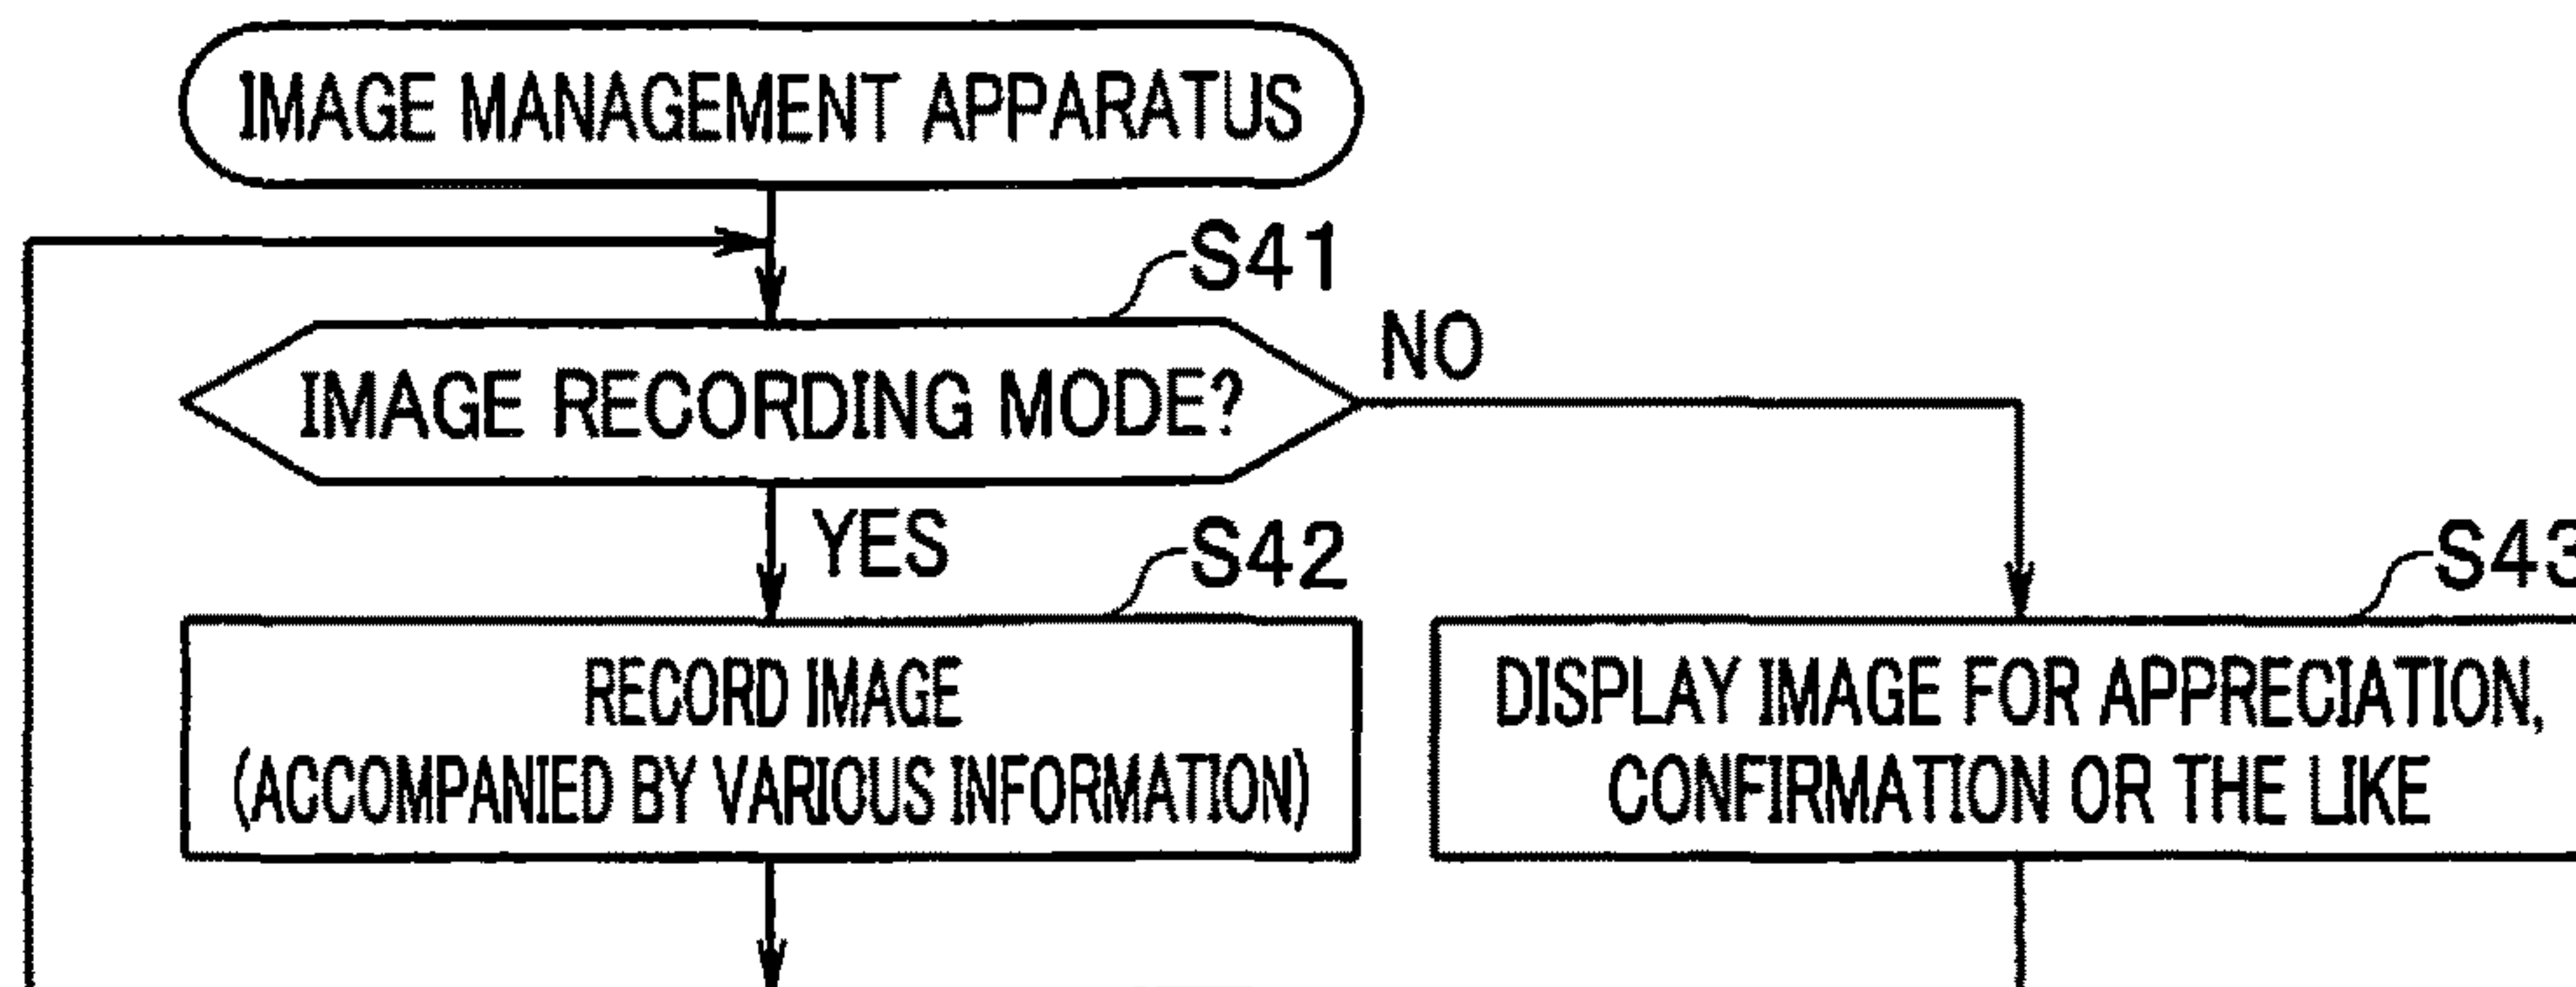 IMAGE MANAGEMENT APPARATUS
S41
IMAGE RECORDING MODE?
NO
YES
S42
S43
RECORD IMAGE
(ACCOMPANIED BY VARIOUS INFORMATION)
DISPLAY IMAGE FOR APPRECIATION,
CONFIRMATION OR THE LIKE